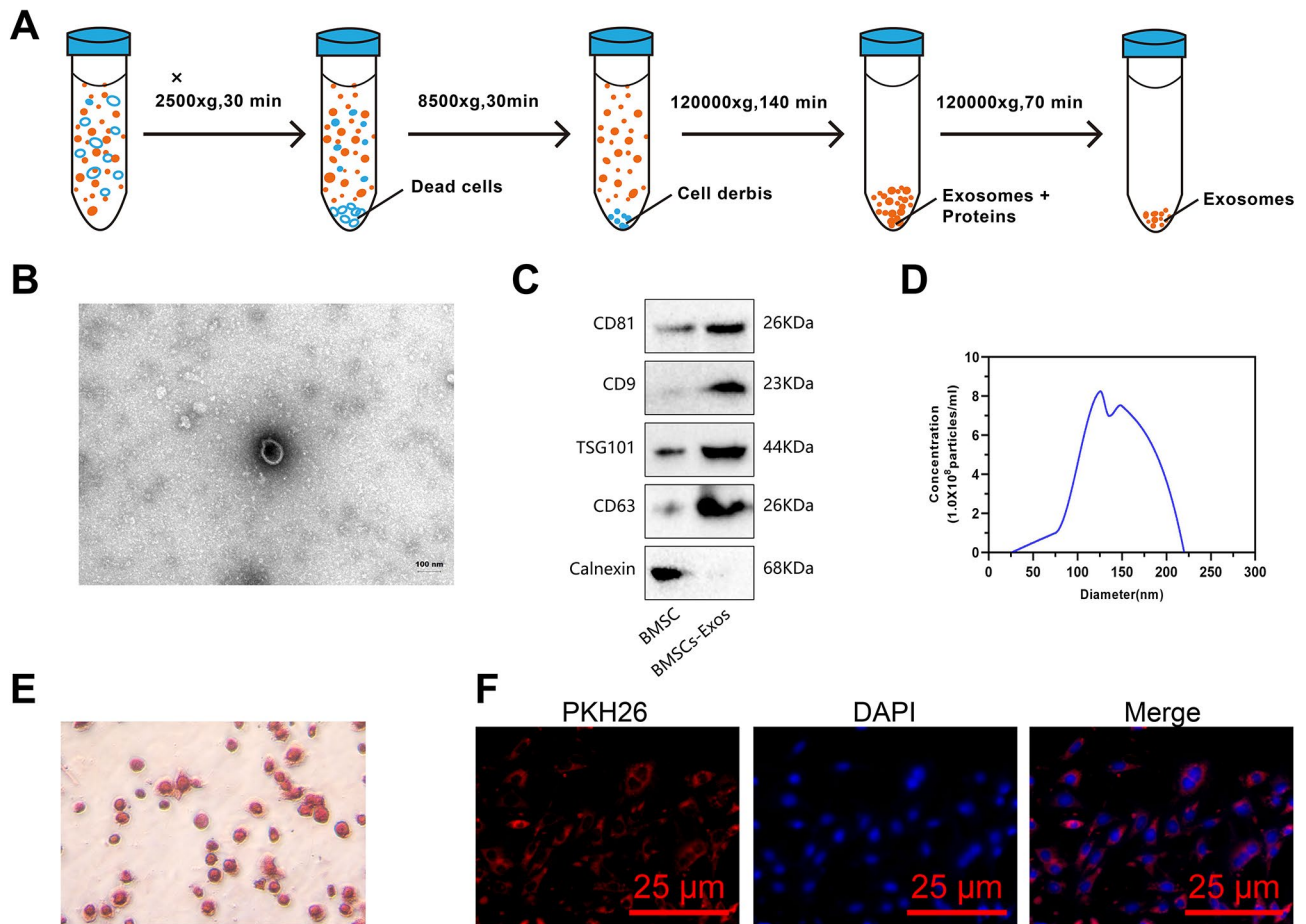 A
×
2500xg,30 min
8500xg,30min
120000xg,140 min
120000xg,70 min
Dead cells
Cell derbis
Exosomes +
Proteins
Exosomes
B
100 nm
C
CD81
26KDa
CD9
23KDa
TSG101
44KDa
CD63
26KDa
Calnexin
68KDa
BMSC
BMSCs-Exos
D
Concentration
(1.0X10⁸particles/ml)
10
8
6
4
2
0
0 50 100 150 200 250 300
Diameter(nm)
E
F
PKH26
DAPI
Merge
25 μm
25 μm
25 μm